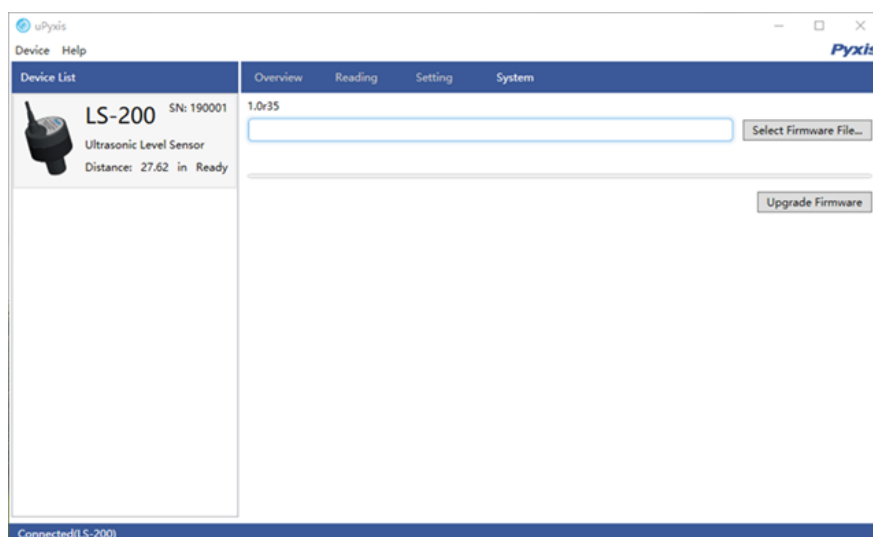 uPyxis
Device Help
Pyxis
Device List
Overview Reading Setting System
LS-200 SN: 190001
Ultrasonic Level Sensor
Distance: 27.62 in Ready
1.0r35
Select Firmware File...
Upgrade Firmware
Connected(LS-200)